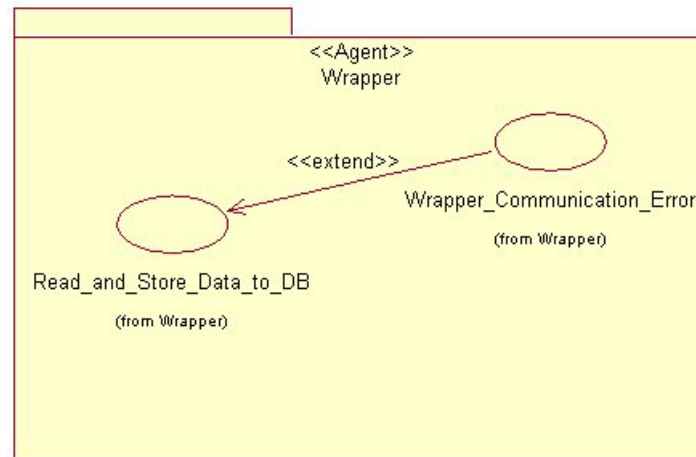 <<Agent>>
Wrapper
<<extend>>
Wrapper_Communication_Error
(from Wrapper)
Read_and_Store_Data_to_DB
(from Wrapper)